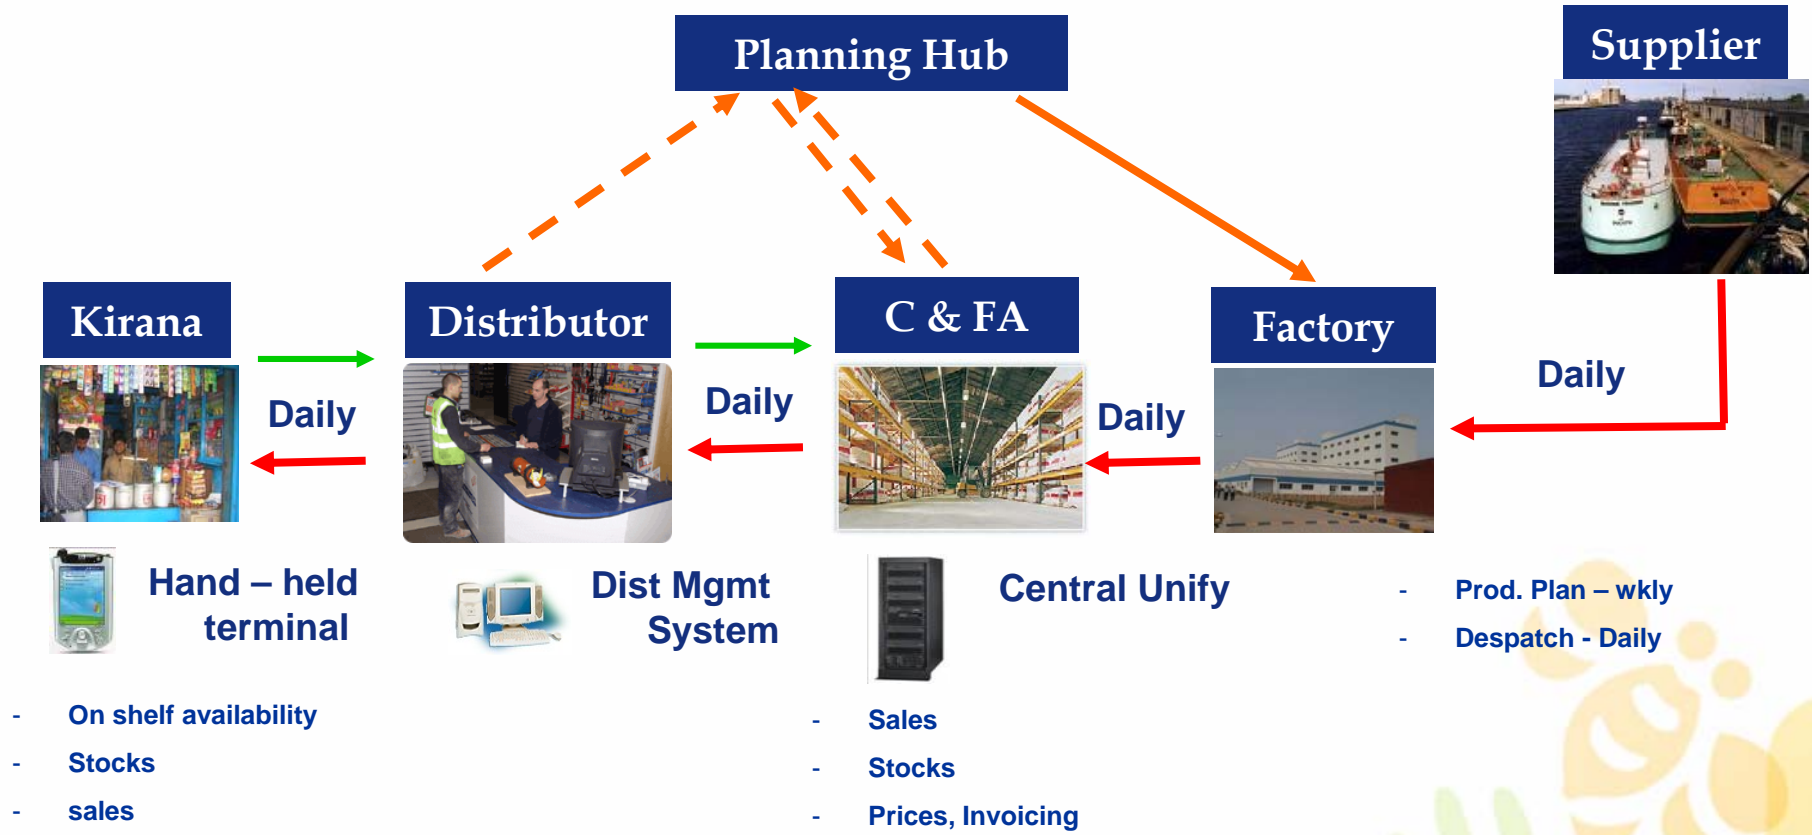 Planning Hub
Supplier
Kirana
Distributor
C & FA
Factory
Daily
Daily
Daily
Daily
Hand – held
terminal
Dist Mgmt
System
Central Unify
- Prod. Plan – wkly
- Despatch - Daily
- On shelf availability
- Stocks
- sales
- Sales
- Stocks
- Prices, Invoicing